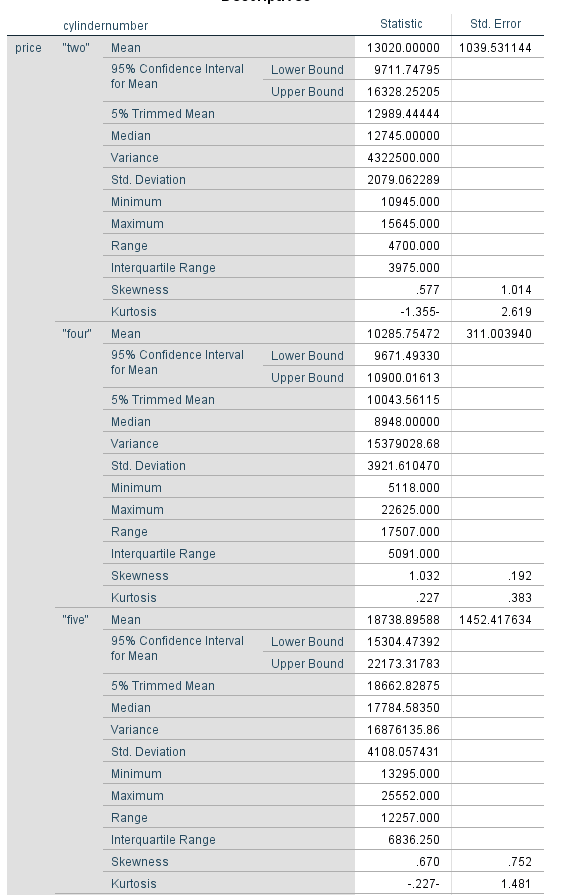 Descriptives
cylindernumber Statistic Std. Error
price "two" Mean 13020.00000 1039.531144
95% Confidence Interval for Mean Lower Bound 9711.74795
Upper Bound 16328.25205
5% Trimmed Mean 12989.44444
Median 12745.00000
Variance 4322500.000
Std. Deviation 2079.062289
Minimum 10945.000
Maximum 15645.000
Range 4700.000
Interquartile Range 3975.000
Skewness .577 1.014
Kurtosis -1.355- 2.619
"four" Mean 10285.75472 311.003940
95% Confidence Interval for Mean Lower Bound 9671.49330
Upper Bound 10900.01613
5% Trimmed Mean 10043.56115
Median 8948.00000
Variance 15379028.68
Std. Deviation 3921.610470
Minimum 5118.000
Maximum 22625.000
Range 17507.000
Interquartile Range 5091.000
Skewness 1.032 .192
Kurtosis .227 .383
"five" Mean 18738.89588 1452.417634
95% Confidence Interval for Mean Lower Bound 15304.47392
Upper Bound 22173.31783
5% Trimmed Mean 18662.82875
Median 17784.58350
Variance 16876135.86
Std. Deviation 4108.057431
Minimum 13295.000
Maximum 25552.000
Range 12257.000
Interquartile Range 6836.250
Skewness .670 .752
Kurtosis -.227- 1.481